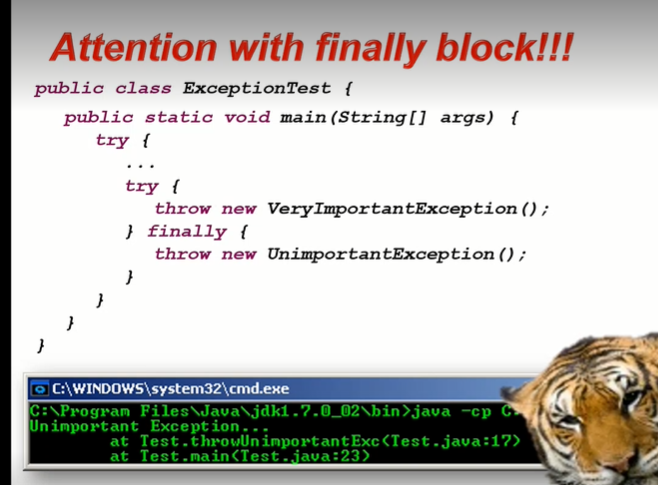 Attention with finally block!!!
public class ExceptionTest {
public static void main(String[] args) {
try {
...
try {
throw new VeryImportantException();
} finally {
throw new UnimportantException();
}
}
}
}
C:\WINDOWS\system32\cmd.exe
C:\Program Files\Java\jdk1.7.0_02\bin>java -cp C:
Unimportant Exception...
at Test.throwUnimportantExc(Test.java:17)
at Test.main(Test.java:23)